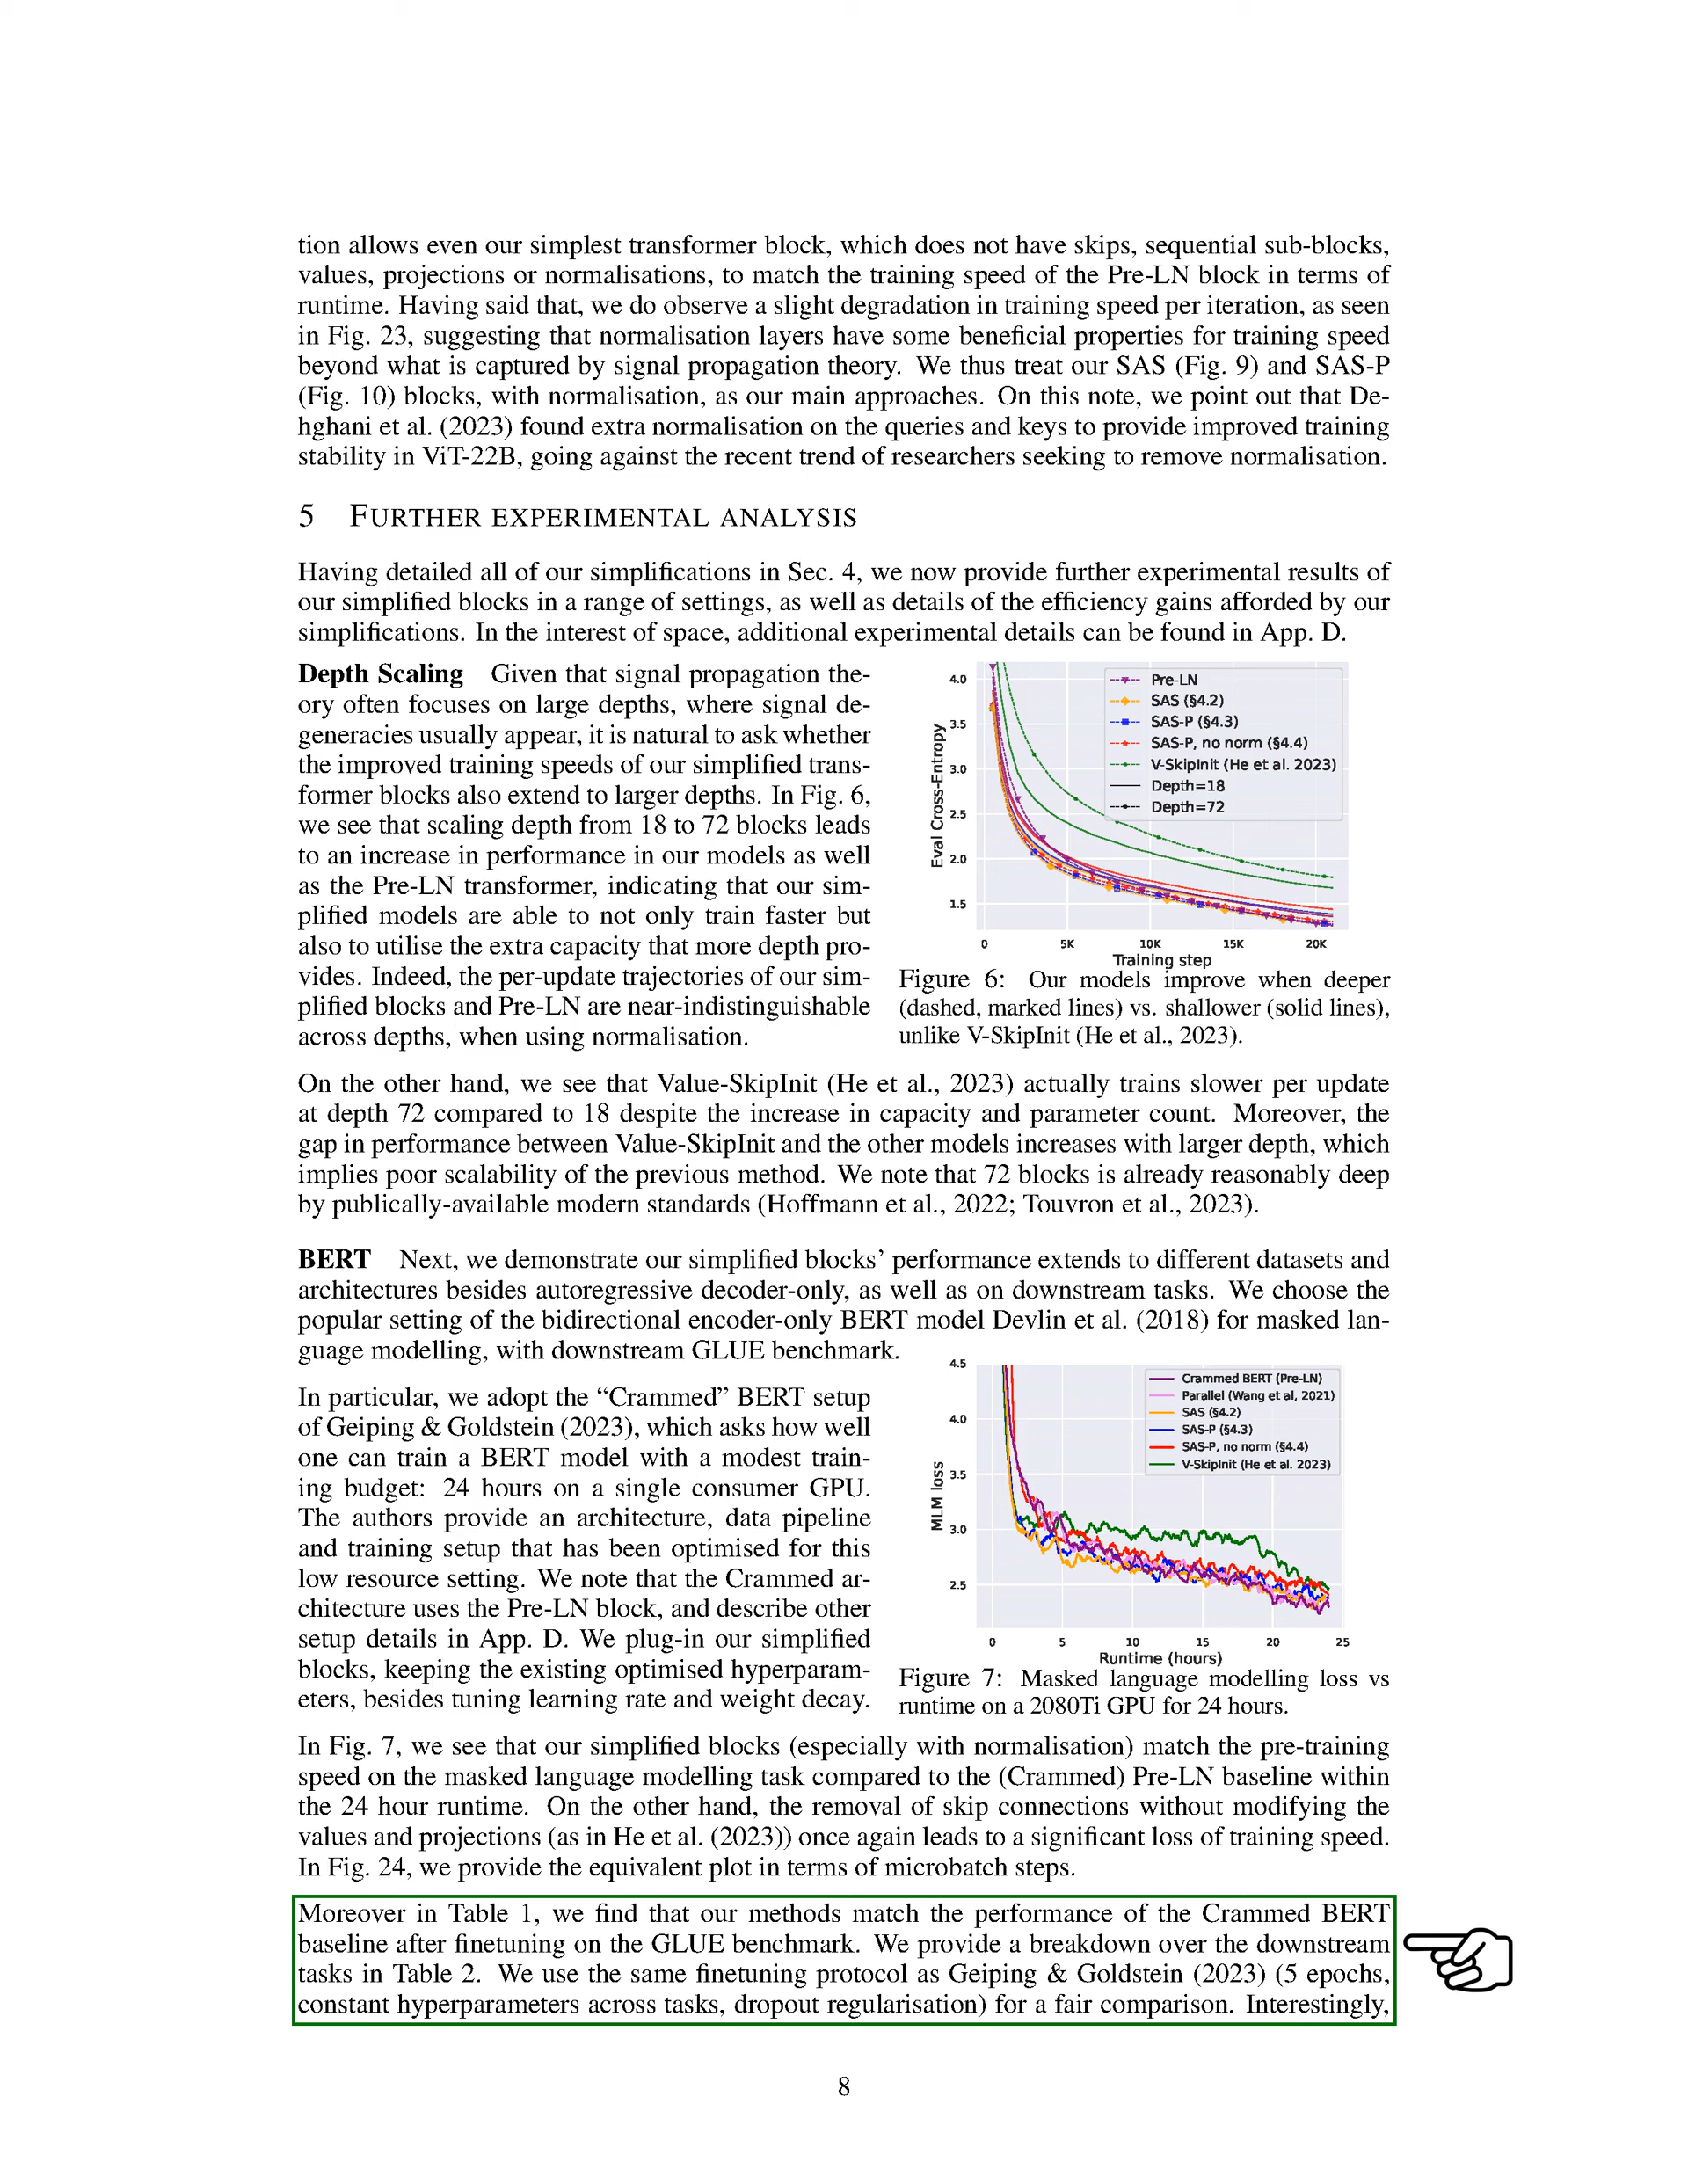 tion allows even our simplest transformer block, which does not have skips, sequential sub-blocks,
values, projections or normalisations, to match the training speed of the Pre-LN block in terms of
runtime. Having said that, we do observe a slight degradation in training speed per iteration, as seen
in Fig. 23, suggesting that normalisation layers have some beneficial properties for training speed
beyond what is captured by signal propagation theory. We thus treat our SAS (Fig. 9) and SAS-P
(Fig. 10) blocks, with normalisation, as our main approaches. On this note, we point out that De-
hghani et al. (2023) found extra normalisation on the queries and keys to provide improved training
stability in ViT-22B, going against the recent trend of researchers seeking to remove normalisation.
5 FURTHER EXPERIMENTAL ANALYSIS
Having detailed all of our simplifications in Sec. 4, we now provide further experimental results of
our simplified blocks in a range of settings, as well as details of the efficiency gains afforded by our
simplifications. In the interest of space, additional experimental details can be found in App. D.
Depth Scaling Given that signal propagation the-
ory often focuses on large depths, where signal de-
generacies usually appear, it is natural to ask whether
the improved training speeds of our simplified trans-
former blocks also extend to larger depths. In Fig. 6,
we see that scaling depth from 18 to 72 blocks leads
to an increase in performance in our models as well
as the Pre-LN transformer, indicating that our sim-
plified models are able to not only train faster but
also to utilise the extra capacity that more depth pro-
vides. Indeed, the per-update trajectories of our sim-
plified blocks and Pre-LN are near-indistinguishable
across depths, when using normalisation.
Eval Cross-Entropy
4.0
3.5
3.0
2.5
2.0
1.5
Pre-LN
SAS (§4.2)
SAS-P (§4.3)
SAS-P, no norm (§4.4)
V-SkipInit (He et al. 2023)
Depth=18
Depth=72
0 5K 10K 15K 20K
Training step
Figure 6: Our models improve when deeper
(dashed, marked lines) vs. shallower (solid lines),
unlike V-SkipInit (He et al., 2023).
On the other hand, we see that Value-SkipInit (He et al., 2023) actually trains slower per update
at depth 72 compared to 18 despite the increase in capacity and parameter count. Moreover, the
gap in performance between Value-SkipInit and the other models increases with larger depth, which
implies poor scalability of the previous method. We note that 72 blocks is already reasonably deep
by publically-available modern standards (Hoffmann et al., 2022; Touvron et al., 2023).
BERT Next, we demonstrate our simplified blocks' performance extends to different datasets and
architectures besides autoregressive decoder-only, as well as on downstream tasks. We choose the
popular setting of the bidirectional encoder-only BERT model Devlin et al. (2018) for masked lan-
guage modelling, with downstream GLUE benchmark.
In particular, we adopt the “Crammed” BERT setup
of Geiping & Goldstein (2023), which asks how well
one can train a BERT model with a modest train-
ing budget: 24 hours on a single consumer GPU.
The authors provide an architecture, data pipeline
and training setup that has been optimised for this
low resource setting. We note that the Crammed ar-
chitecture uses the Pre-LN block, and describe other
setup details in App. D. We plug-in our simplified
blocks, keeping the existing optimised hyperparam-
eters, besides tuning learning rate and weight decay.
MLM loss
4.5
4.0
3.5
3.0
2.5
Crammed BERT (Pre-LN)
Parallel (Wang et al, 2021)
SAS (§4.2)
SAS-P (§4.3)
SAS-P, no norm (§4.4)
V-SkipInit (He et al. 2023)
0 5 10 15 20 25
Runtime (hours)
Figure 7: Masked language modelling loss vs
runtime on a 2080Ti GPU for 24 hours.
In Fig. 7, we see that our simplified blocks (especially with normalisation) match the pre-training
speed on the masked language modelling task compared to the (Crammed) Pre-LN baseline within
the 24 hour runtime. On the other hand, the removal of skip connections without modifying the
values and projections (as in He et al. (2023)) once again leads to a significant loss of training speed.
In Fig. 24, we provide the equivalent plot in terms of microbatch steps.
Moreover in Table 1, we find that our methods match the performance of the Crammed BERT
baseline after finetuning on the GLUE benchmark. We provide a breakdown over the downstream
tasks in Table 2. We use the same finetuning protocol as Geiping & Goldstein (2023) (5 epochs,
constant hyperparameters across tasks, dropout regularisation) for a fair comparison. Interestingly,
8